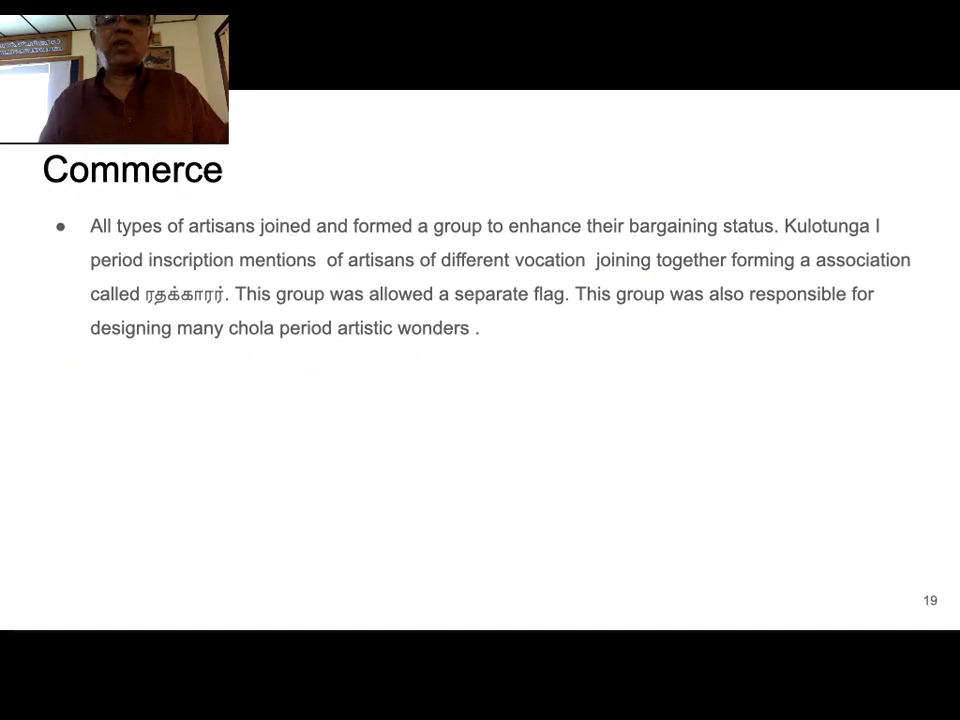 Commerce
● All types of artisans joined and formed a group to enhance their bargaining status. Kulotunga I
period inscription mentions of artisans of different vocation joining together forming a association
called ரதக்காரர். This group was allowed a separate flag. This group was also responsible for
designing many chola period artistic wonders .
19